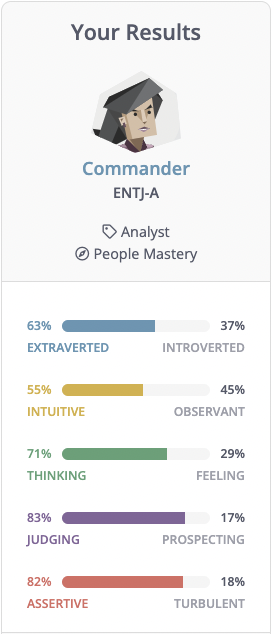 Your Results
Commander
ENTJ-A
Analyst
People Mastery
63% 37%
EXTRAVERTED INTROVERTED
55% 45%
INTUITIVE OBSERVANT
71% 29%
THINKING FEELING
83% 17%
JUDGING PROSPECTING
82% 18%
ASSERTIVE TURBULENT